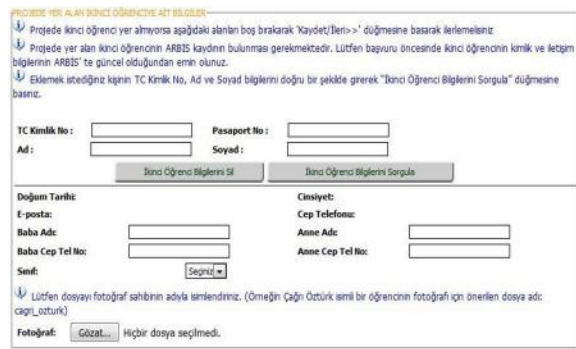 PROJEDE YER ALAN İKİNCİ ÖĞRENCİYE AİT BİLGİLER
Projede ikinci öğrenci yer almıyorsa aşağıdaki alanları boş bırakarak 'Kaydet/İleri>>' düğmesine basarak ilerlemelisiniz
Projede yer alan ikinci öğrencinin ARBİS kaydının bulunması gerekmektedir. Lütfen başvuru öncesinde ikinci öğrencinin kimlik ve iletişim
bilgilerinin ARBİS' te güncel olduğundan emin olunuz.
Eklemek istediğiniz kişinin TC Kimlik No, Ad ve Soyad bilgilerini doğru bir şekilde girerek "İkinci Öğrenci Bilgilerini Sorgula" düğmesine
basınız.
TC Kimlik No : Pasaport No :
Ad : Soyad :
İkinci Öğrenci Bilgilerini Sil İkinci Öğrenci Bilgilerini Sorgula
Doğum Tarihi: Cinsiyet:
E-posta: Cep Telefonu:
Baba Adı: Anne Adı:
Baba Cep Tel No: Anne Cep Tel No:
Sınıf: Seçiniz
Lütfen dosyayı fotoğraf sahibinin adıyla isimlendiriniz. (Örneğin Çağrı Öztürk isimli bir öğrencinin fotoğrafı için önerilen dosya adı:
cagri_ozturk)
Fotoğraf: Gözat... Hiçbir dosya seçilmedi.